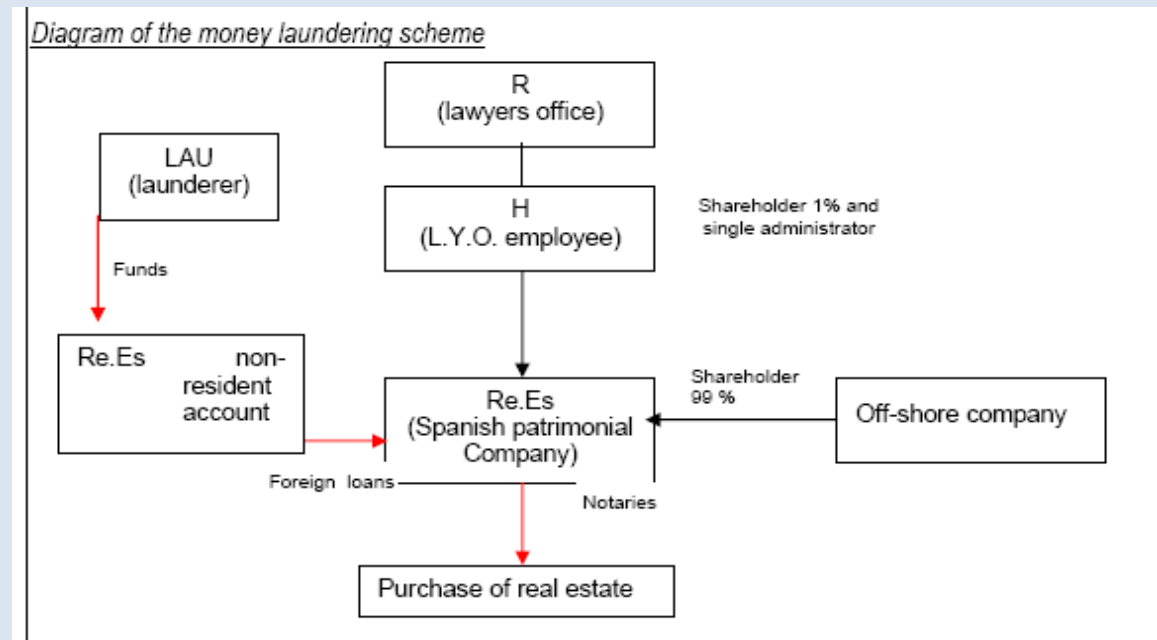 Diagram of the money laundering scheme
R
(lawyers office)
LAU
(launderer)
H
(L.Y.O. employee)
Shareholder 1% and
single administrator
Funds
Re.Es non-
resident
account
Foreign loans
Re.Es
(Spanish patrimonial
Company)
Shareholder
99 %
Off-shore company
Notaries
Purchase of real estate